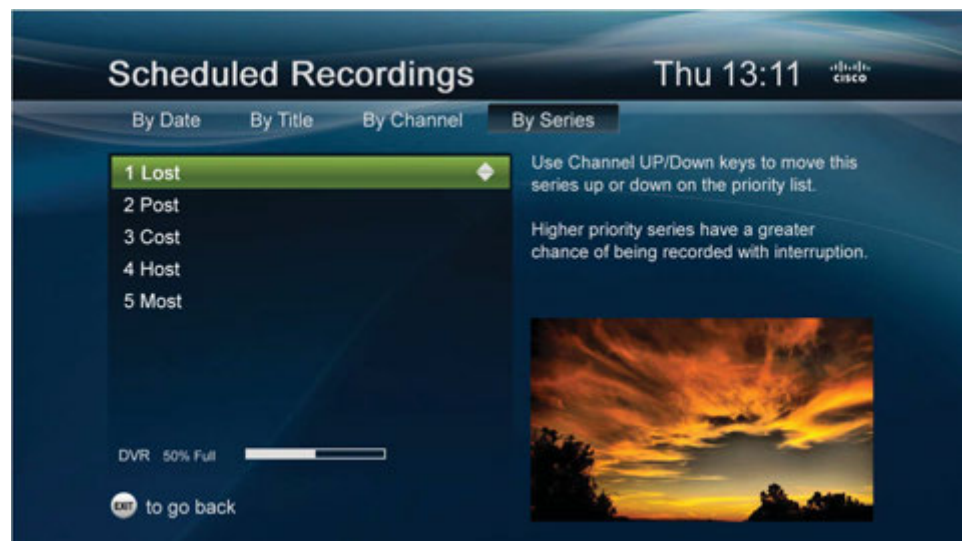 Scheduled Recordings Thu 13:11 cisco
By Date By Title By Channel By Series
1 Lost
2 Post
3 Cost
4 Host
5 Most
Use Channel UP/Down keys to move this
series up or down on the priority list.
Higher priority series have a greater
chance of being recorded with interruption.
DVR 50% Full
EXIT to go back